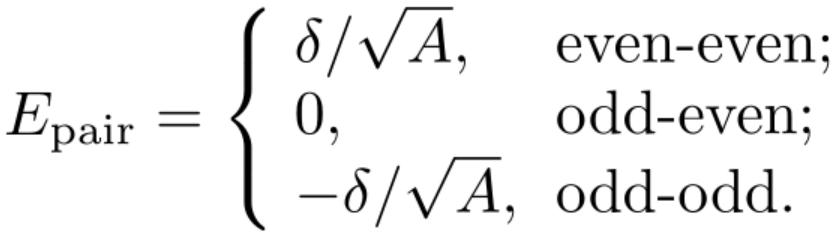 δ/√A, even-even;
E_pair = { 0, odd-even;
−δ/√A, odd-odd.